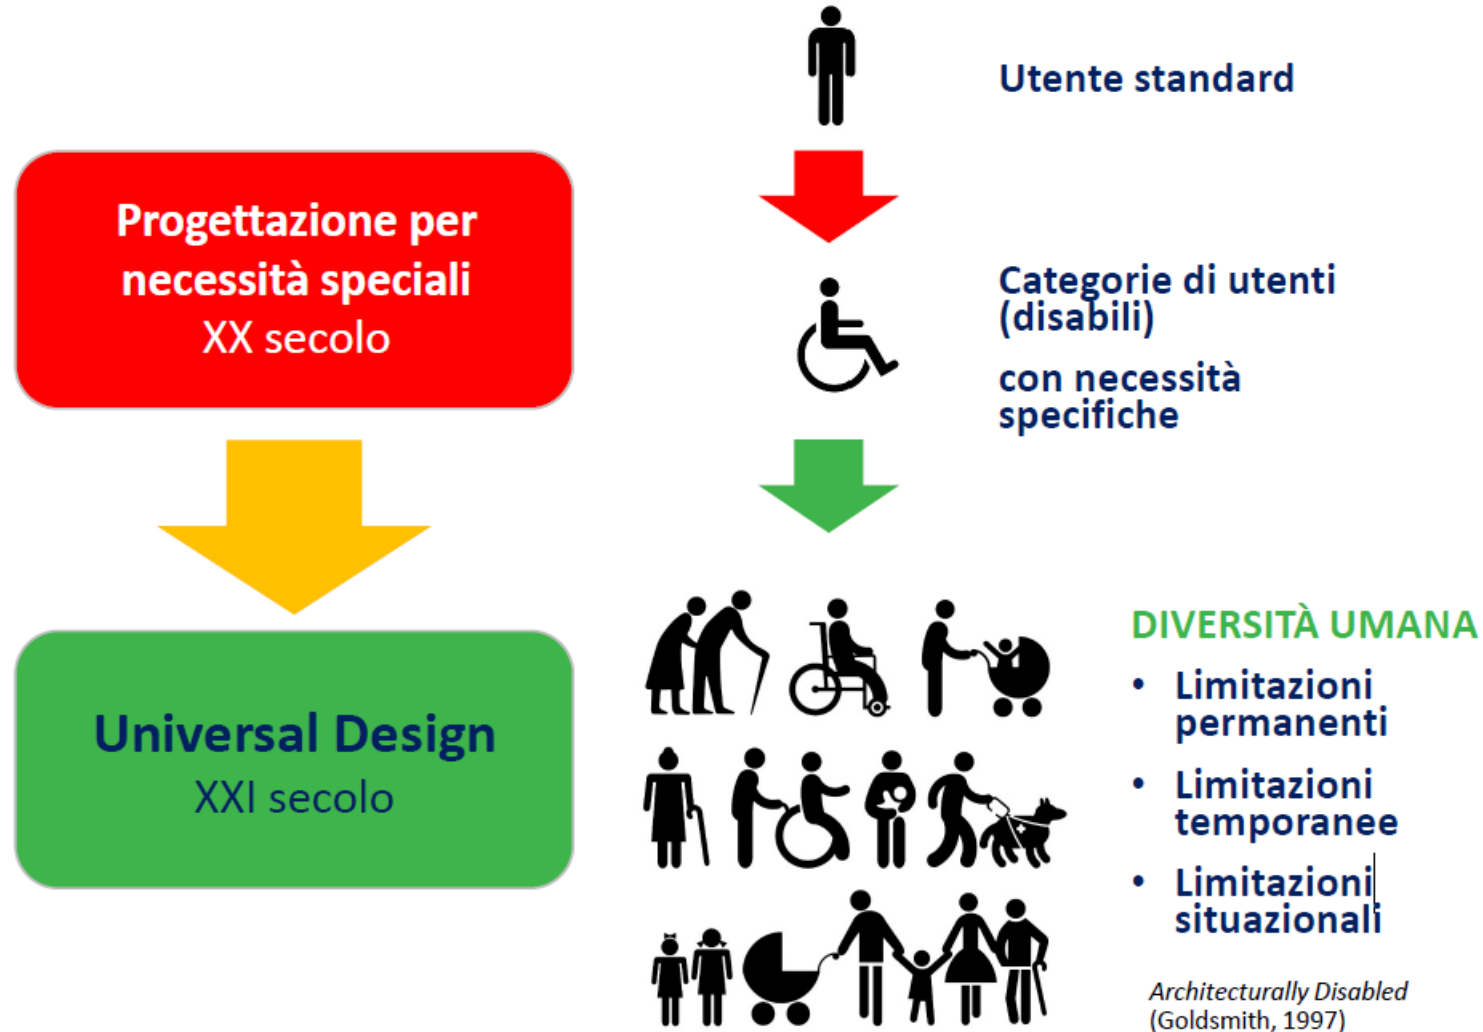 Utente standard
Progettazione per
necessità speciali
XX secolo
Categorie di utenti
(disabili)
con necessità
specifiche
Universal Design
XXI secolo
DIVERSITÀ UMANA
• Limitazioni
permanenti
• Limitazioni
temporanee
• Limitazioni
situazionali
Architecturally Disabled
(Goldsmith, 1997)